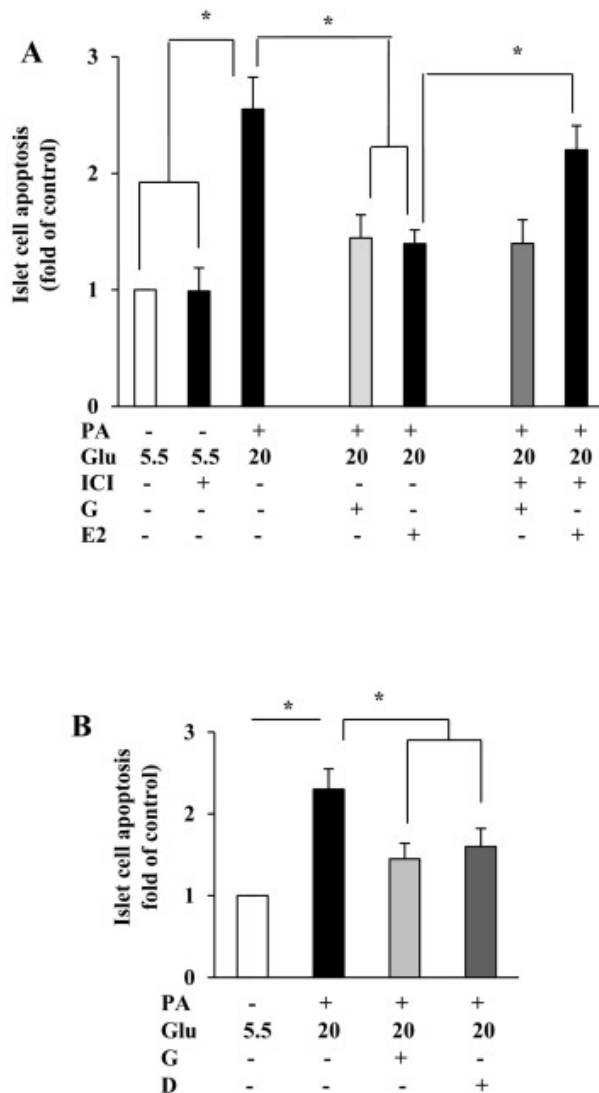 A
*
*
*
3
2
1
0
Islet cell apoptosis
(fold of control)
PA - - + + + + +
Glu 5.5 5.5 20 20 20 20 20
ICI - + - - - + +
G - - - + - + -
E2 - - - - + - +
B
*
*
3
2
1
0
Islet cell apoptosis
fold of control)
PA - + + +
Glu 5.5 20 20 20
G - - + -
D - - - +